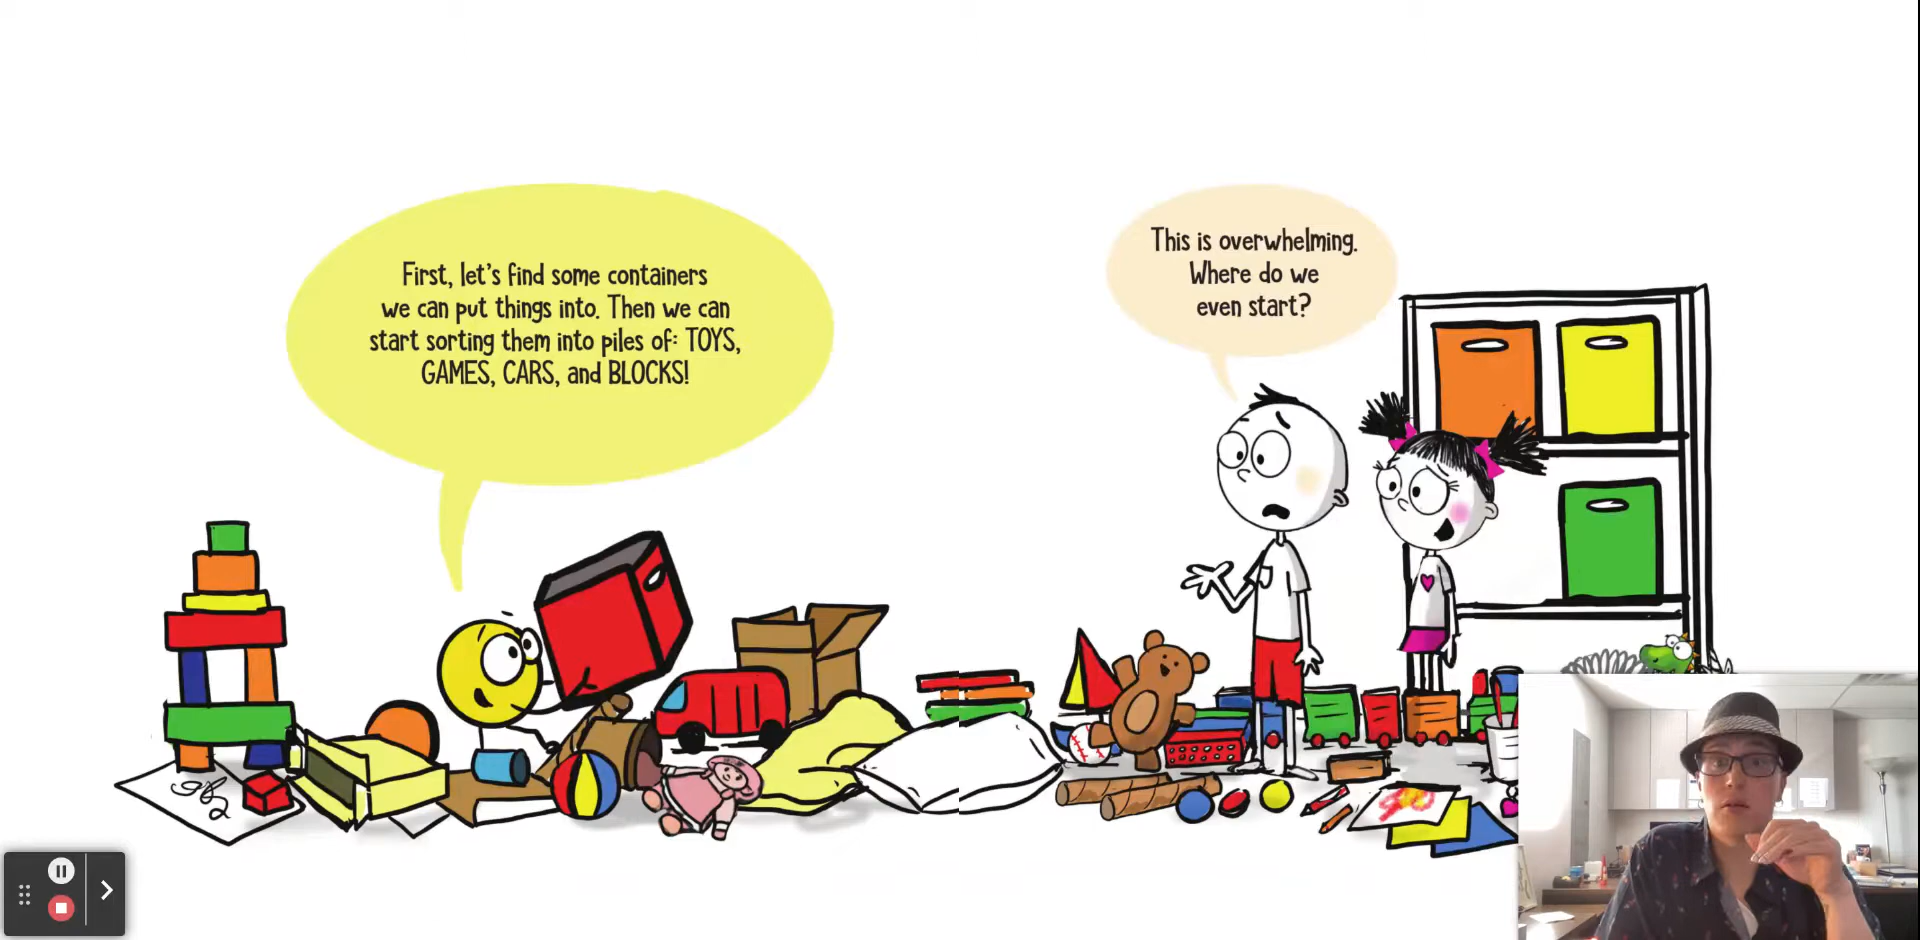 First, let's find some containers
we can put things into. Then we can
start sorting them into piles of: TOYS,
GAMES, CARS, and BLOCKS!
This is overwhelming.
Where do we
even start?